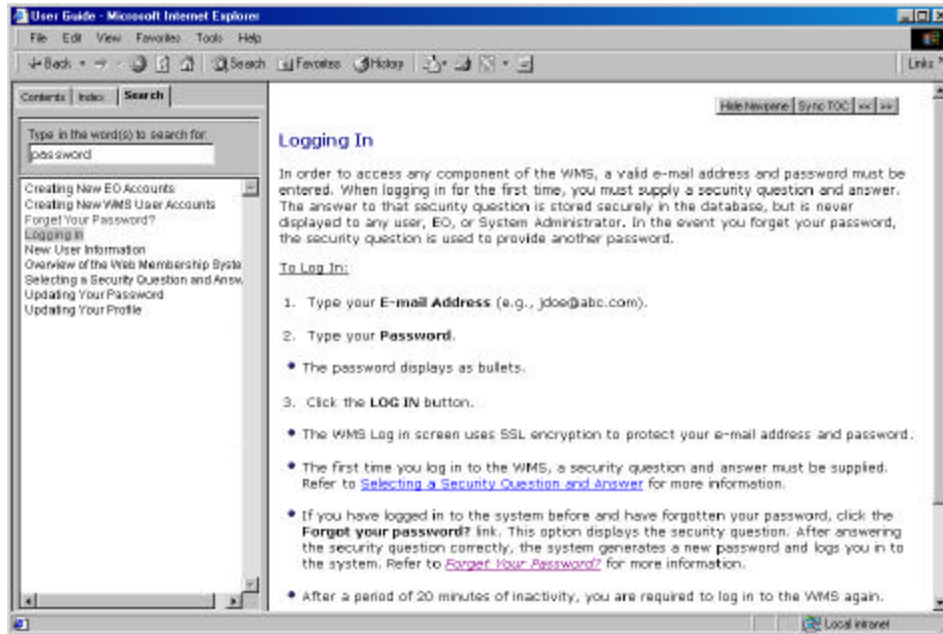 User Guide - Microsoft Internet Explorer
File Edit View Favorites Tools Help
Back Search Favorites History Links
Contents Index Search
Type in the word(s) to search for:
password
Creating New EO Accounts
Creating New WMS User Accounts
Forget Your Password?
Logging In
New User Information
Overview of the Web Membership Syste
Selecting a Security Question and Answ
Updating Your Password
Updating Your Profile
Hide Navpane Sync TOC << >>
Logging In
In order to access any component of the WMS, a valid e-mail address and password must be
entered. When logging in for the first time, you must supply a security question and answer.
The answer to that security question is stored securely in the database, but is never
displayed to any user, EO, or System Administrator. In the event you forget your password,
the security question is used to provide another password.
To Log In:
1. Type your E-mail Address (e.g., jdoe@abc.com).
2. Type your Password.
• The password displays as bullets.
3. Click the LOG IN button.
• The WMS Log in screen uses SSL encryption to protect your e-mail address and password.
• The first time you log in to the WMS, a security question and answer must be supplied.
Refer to Selecting a Security Question and Answer for more information.
• If you have logged in to the system before and have forgotten your password, click the
Forgot your password? link. This option displays the security question. After answering
the security question correctly, the system generates a new password and logs you in to
the system. Refer to Forget Your Password? for more information.
• After a period of 20 minutes of inactivity, you are required to log in to the WMS again.
Local intranet